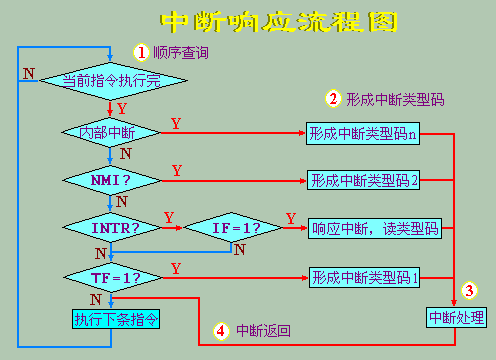 中断响应流程图
1 顺序查询
N
当前指令执行完
2 形成中断类型码
Y
内部中断
Y
形成中断类型码n
N
NMI?
Y
形成中断类型码2
N
INTR?
Y
IF=1?
Y
响应中断，读类型码
N
N
TF=1?
Y
形成中断类型码1
3
N
执行下条指令
中断处理
4 中断返回